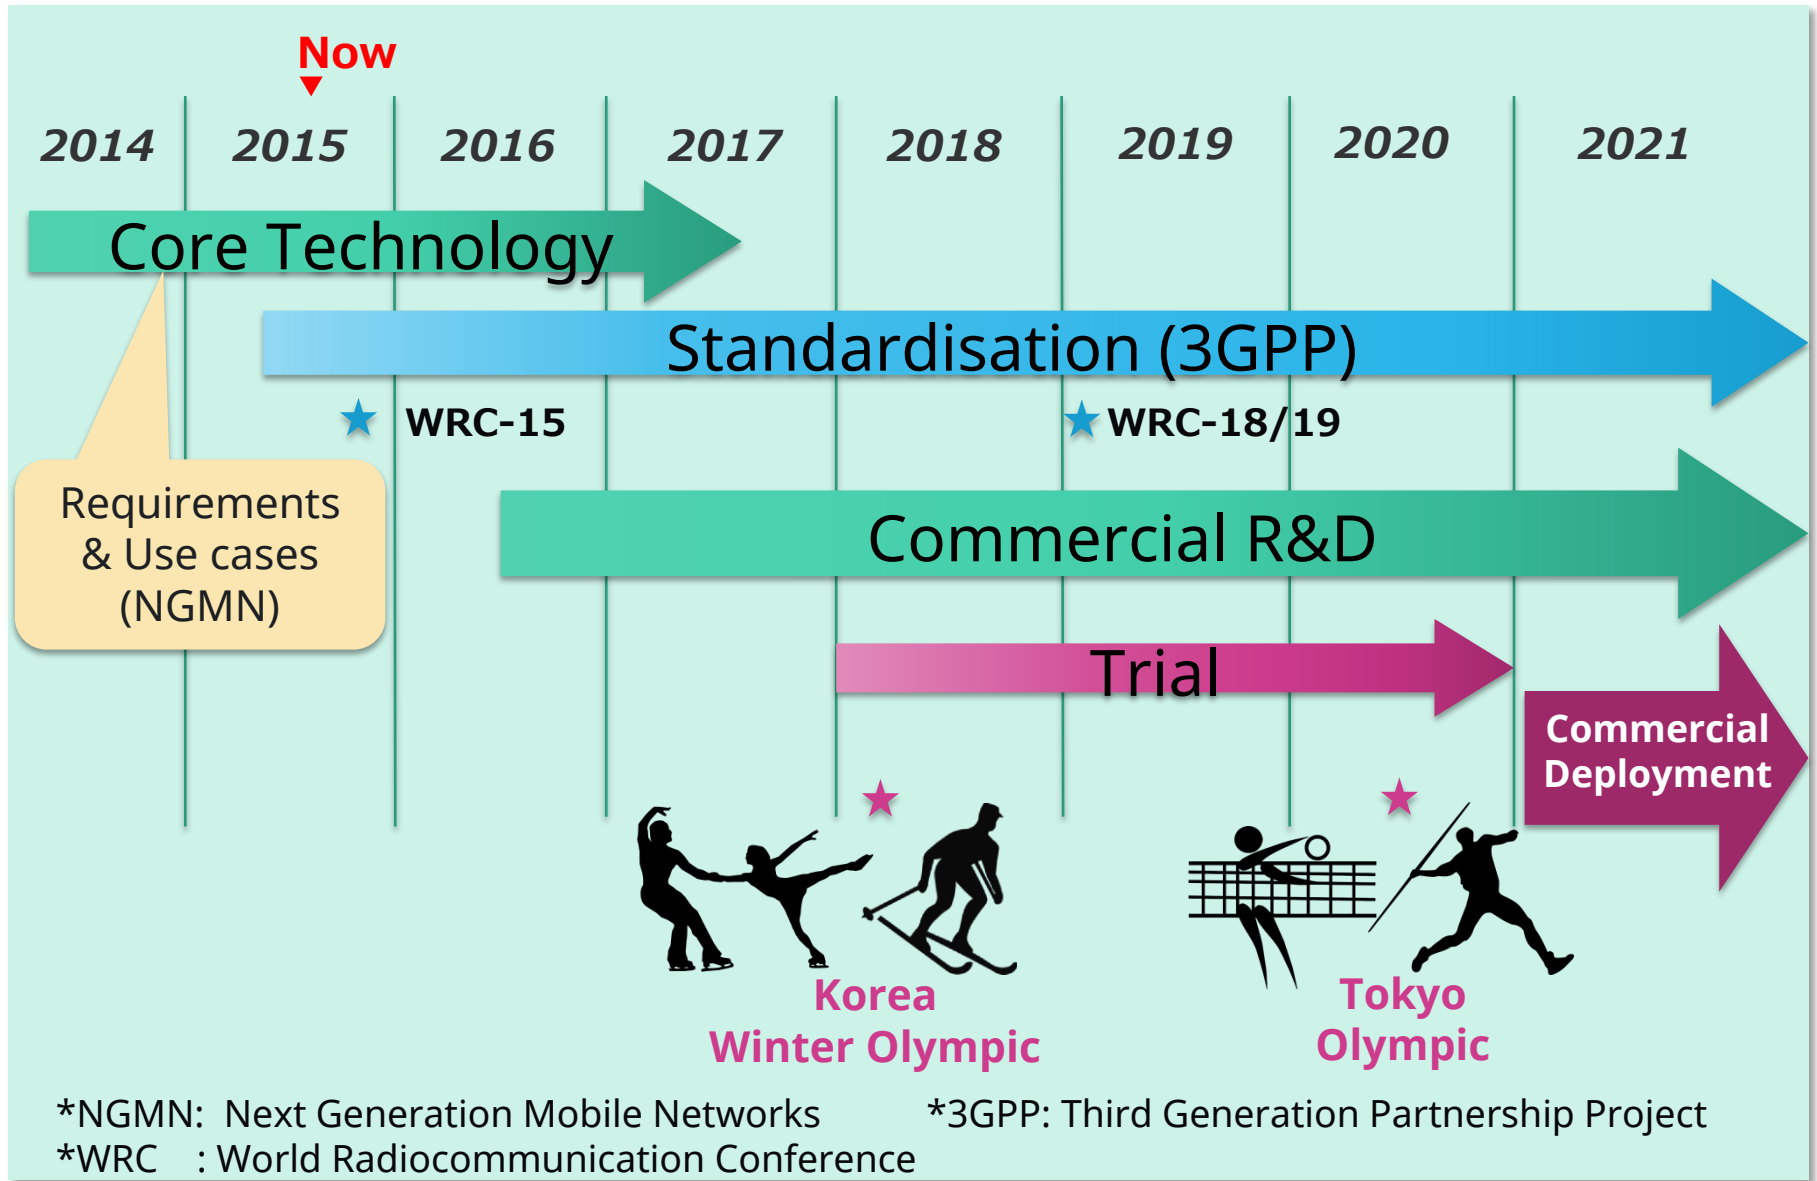 Now
2014 2015 2016 2017 2018 2019 2020 2021
Core Technology
Standardisation (3GPP)
WRC-15 WRC-18/19
Requirements
& Use cases
(NGMN)
Commercial R&D
Trial
Commercial
Deployment
Korea
Winter Olympic
Tokyo
Olympic
*NGMN: Next Generation Mobile Networks *3GPP: Third Generation Partnership Project
*WRC : World Radiocommunication Conference